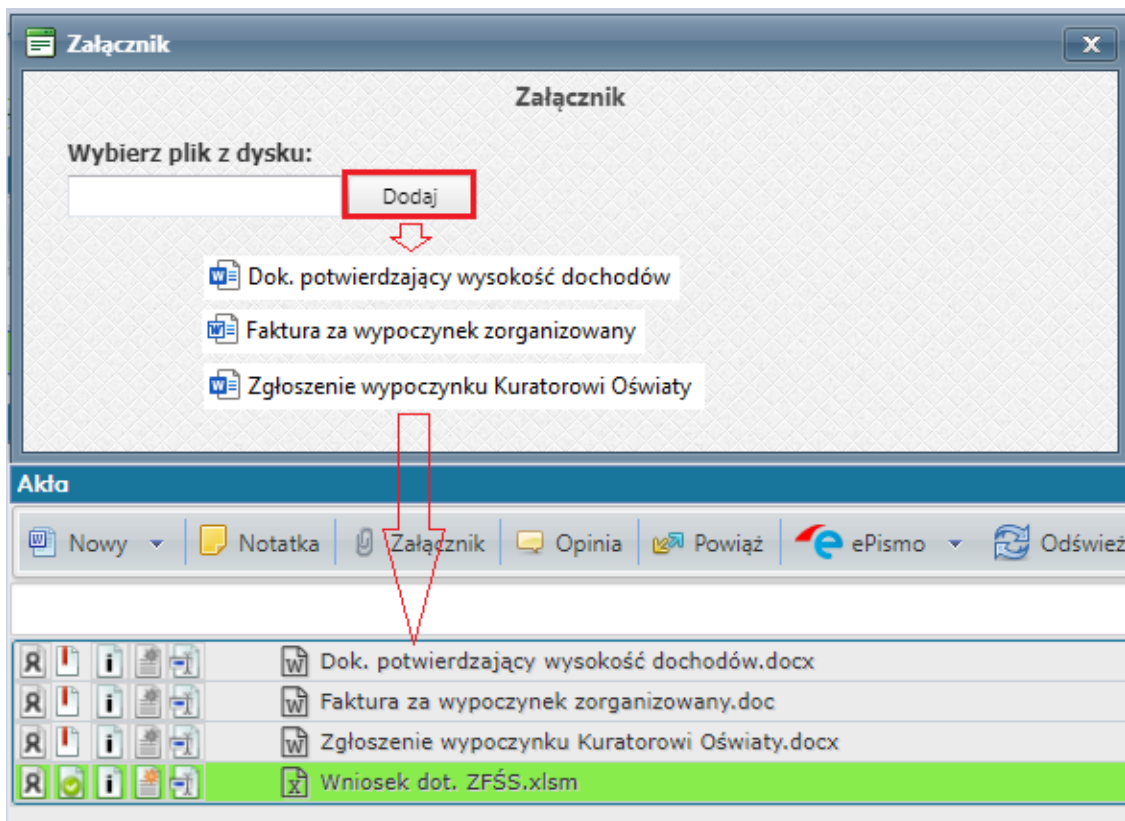 Załącznik
Załącznik
Wybierz plik z dysku:
Dodaj
Dok. potwierdzający wysokość dochodów
Faktura za wypoczynek zorganizowany
Zgłoszenie wypoczynku Kuratorowi Oświaty
Akta
Nowy Notatka Załącznik Opinia Powiąż ePismo Odśwież
Dok. potwierdzający wysokość dochodów.docx
Faktura za wypoczynek zorganizowany.doc
Zgłoszenie wypoczynku Kuratorowi Oświaty.docx
Wniosek dot. ZFŚS.xlsm